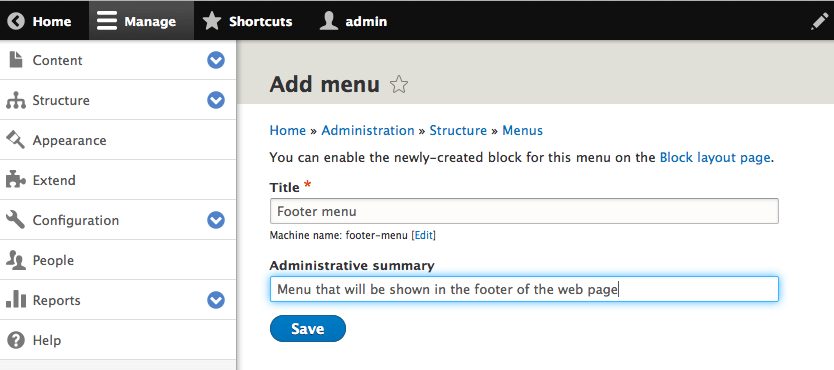 Home Manage Shortcuts admin
Content
Structure
Appearance
Extend
Configuration
People
Reports
Help
Add menu
Home » Administration » Structure » Menus
You can enable the newly-created block for this menu on the Block layout page.
Title *
Footer menu
Machine name: footer-menu [Edit]
Administrative summary
Menu that will be shown in the footer of the web page
Save